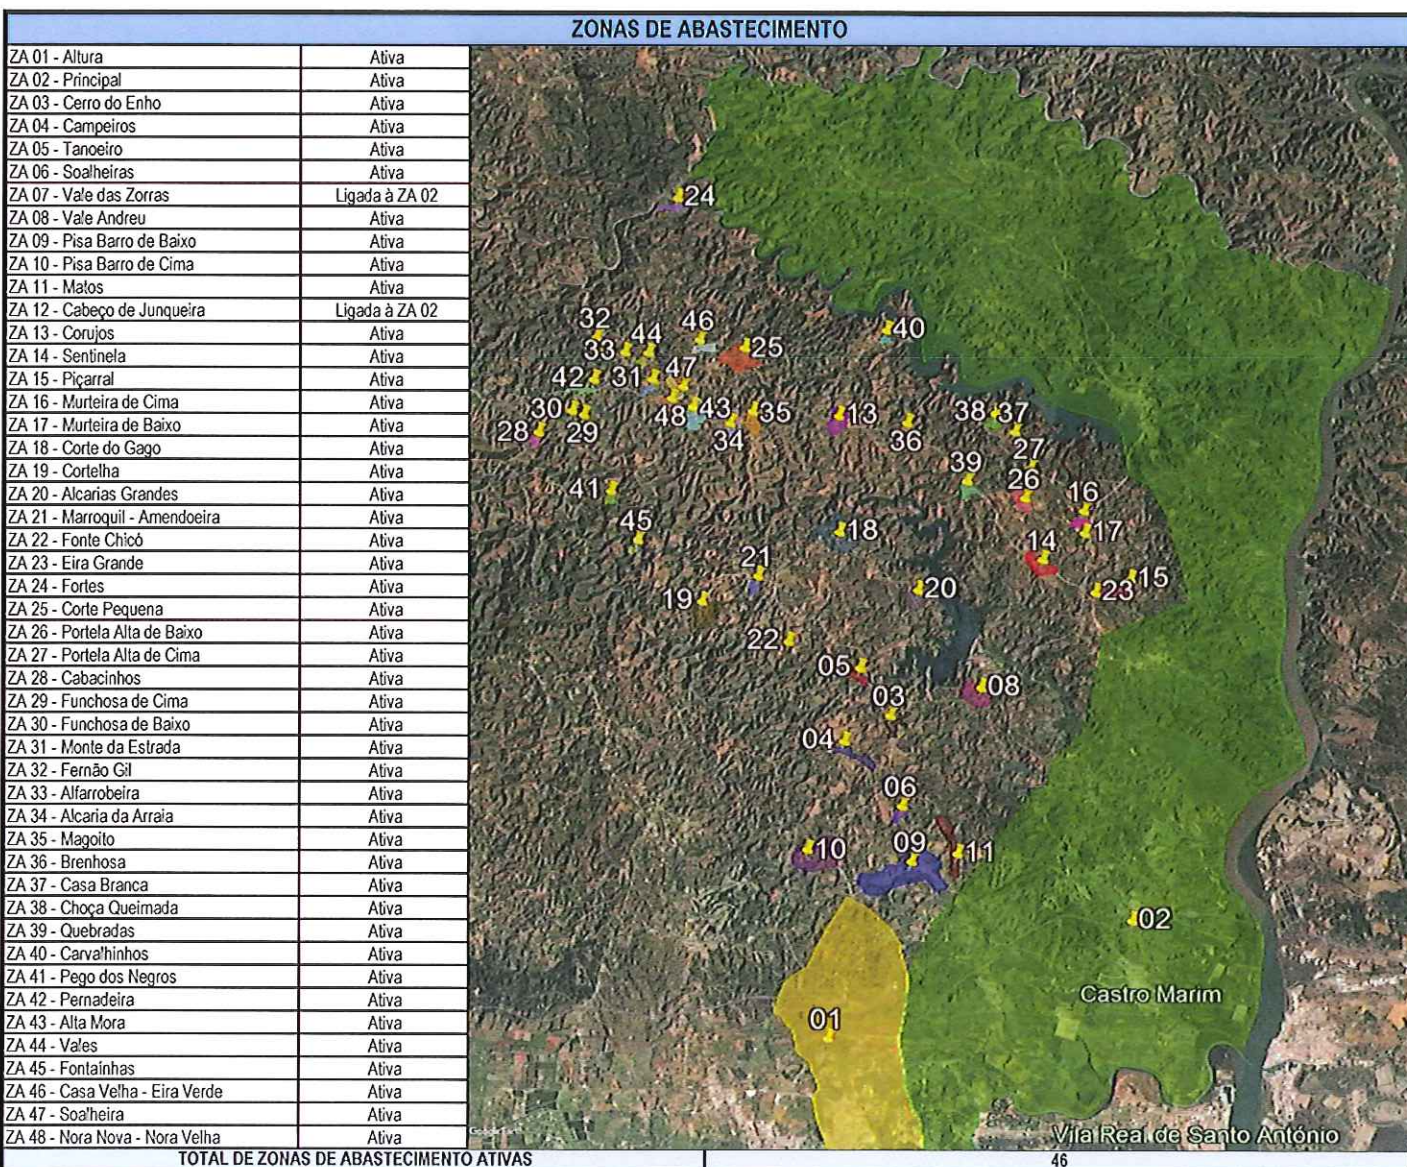 ZONAS DE ABASTECIMENTO
ZA 01 - Altura Ativa
ZA 02 - Principal Ativa
ZA 03 - Cerro do Enho Ativa
ZA 04 - Campeiros Ativa
ZA 05 - Tanoeiro Ativa
ZA 06 - Soalheiras Ativa
ZA 07 - Vale das Zorras Ligada à ZA 02
ZA 08 - Vale Andreu Ativa
ZA 09 - Pisa Barro de Baixo Ativa
ZA 10 - Pisa Barro de Cima Ativa
ZA 11 - Matos Ativa
ZA 12 - Cabeço de Junqueira Ligada à ZA 02
ZA 13 - Corujos Ativa
ZA 14 - Sentinela Ativa
ZA 15 - Piçarral Ativa
ZA 16 - Murteira de Cima Ativa
ZA 17 - Murteira de Baixo Ativa
ZA 18 - Corte do Gago Ativa
ZA 19 - Cortelha Ativa
ZA 20 - Alcarias Grandes Ativa
ZA 21 - Marroquil - Amendoeira Ativa
ZA 22 - Fonte Chicó Ativa
ZA 23 - Eira Grande Ativa
ZA 24 - Fortes Ativa
ZA 25 - Corte Pequena Ativa
ZA 26 - Portela Alta de Baixo Ativa
ZA 27 - Portela Alta de Cima Ativa
ZA 28 - Cabacinhos Ativa
ZA 29 - Funchosa de Cima Ativa
ZA 30 - Funchosa de Baixo Ativa
ZA 31 - Monte da Estrada Ativa
ZA 32 - Fernão Gil Ativa
ZA 33 - Alfarrobeira Ativa
ZA 34 - Alcaria da Arraia Ativa
ZA 35 - Magoito Ativa
ZA 36 - Brenhosa Ativa
ZA 37 - Casa Branca Ativa
ZA 38 - Choça Queimada Ativa
ZA 39 - Quebradas Ativa
ZA 40 - Carvalhinhos Ativa
ZA 41 - Pego dos Negros Ativa
ZA 42 - Pernadeira Ativa
ZA 43 - Alta Mora Ativa
ZA 44 - Vales Ativa
ZA 45 - Fontainhas Ativa
ZA 46 - Casa Velha - Eira Verde Ativa
ZA 47 - Soalheira Ativa
ZA 48 - Nora Nova - Nora Velha Ativa
24
32
46
40
33
44
25
47
42
31
30
48
43
35
13
38
37
28
29
34
36
27
39
26
41
16
45
18
17
14
21
15
19
20
23
22
05
08
03
04
06
10
09
11
02
Castro Marim
01
Vila Real de Santo António
TOTAL DE ZONAS DE ABASTECIMENTO ATIVAS 46